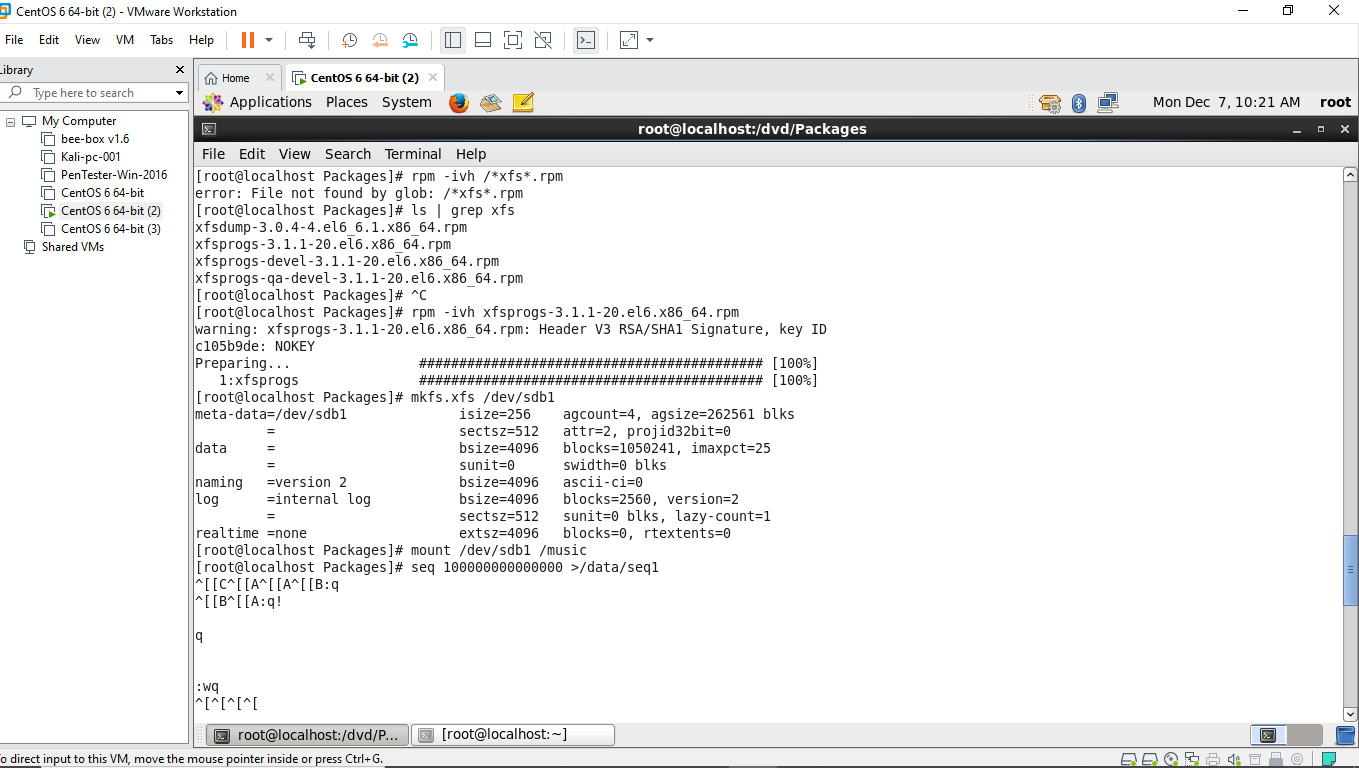 CentOS 6 64-bit (2) - VMware Workstation
File Edit View VM Tabs Help
Library
Type here to search
My Computer
bee-box v1.6
Kali-pc-001
PenTester-Win-2016
CentOS 6 64-bit
CentOS 6 64-bit (2)
CentOS 6 64-bit (3)
Shared VMs
Home
CentOS 6 64-bit (2)
Applications Places System
Mon Dec 7, 10:21 AM root
root@localhost:/dvd/Packages
File Edit View Search Terminal Help
[root@localhost Packages]# rpm -ivh /*xfs*.rpm
error: File not found by glob: /*xfs*.rpm
[root@localhost Packages]# ls | grep xfs
xfsdump-3.0.4-4.el6_6.1.x86_64.rpm
xfsprogs-3.1.1-20.el6.x86_64.rpm
xfsprogs-devel-3.1.1-20.el6.x86_64.rpm
xfsprogs-qa-devel-3.1.1-20.el6.x86_64.rpm
[root@localhost Packages]# ^C
[root@localhost Packages]# rpm -ivh xfsprogs-3.1.1-20.el6.x86_64.rpm
warning: xfsprogs-3.1.1-20.el6.x86_64.rpm: Header V3 RSA/SHA1 Signature, key ID
c105b9de: NOKEY
Preparing... ########################################### [100%]
1:xfsprogs ########################################### [100%]
[root@localhost Packages]# mkfs.xfs /dev/sdb1
meta-data=/dev/sdb1 isize=256 agcount=4, agsize=262561 blks
= sectsz=512 attr=2, projid32bit=0
data = bsize=4096 blocks=1050241, imaxpct=25
= sunit=0 swidth=0 blks
naming =version 2 bsize=4096 ascii-ci=0
log =internal log bsize=4096 blocks=2560, version=2
= sectsz=512 sunit=0 blks, lazy-count=1
realtime =none extsz=4096 blocks=0, rtextents=0
[root@localhost Packages]# mount /dev/sdb1 /music
[root@localhost Packages]# seq 100000000000000 >/data/seq1
^[[C^[[A^[[A^[[B:q
^[[B^[[A:q!
q
:wq
^[^[^[^[
root@localhost:/dvd/P...
[root@localhost:~]
o direct input to this VM, move the mouse pointer inside or press Ctrl+G.